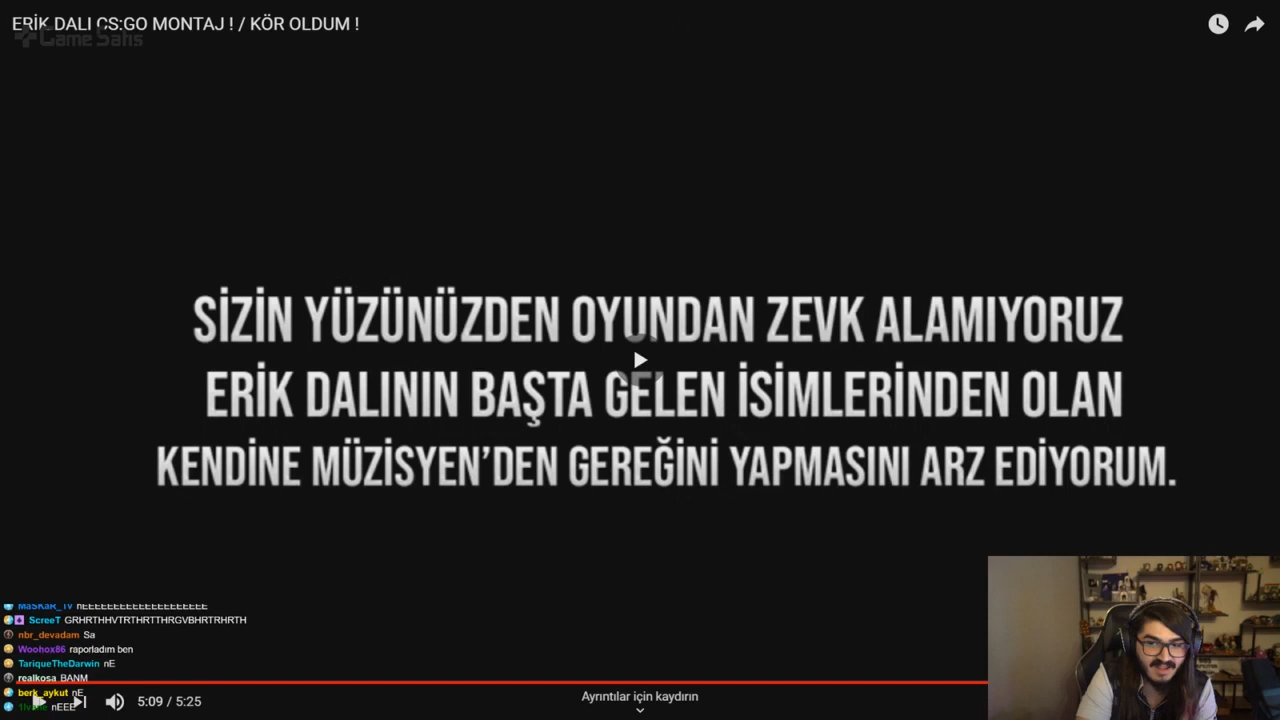 ERİK DALI CS:GO MONTAJ ! / KÖR OLDUM !
GameSatis
SİZİN YÜZÜNÜZDEN OYUNDAN ZEVK ALAMIYORUZ
ERİK DALININ BAŞTA GELEN İSİMLERİNDEN OLAN
KENDİNE MÜZİSYEN'DEN GEREĞİNİ YAPMASINI ARZ EDİYORUM.
ScreeT GRHRTHHVTRTHRTTHRGVBHRTRHRTH
nbr_devadam Sa
Woohox86 raporladım ben
TariqueTheDarwin nE
realkosa BANM
berk_aykut nE
nEEE
5:09 / 5:25
Ayrıntılar için kaydırın